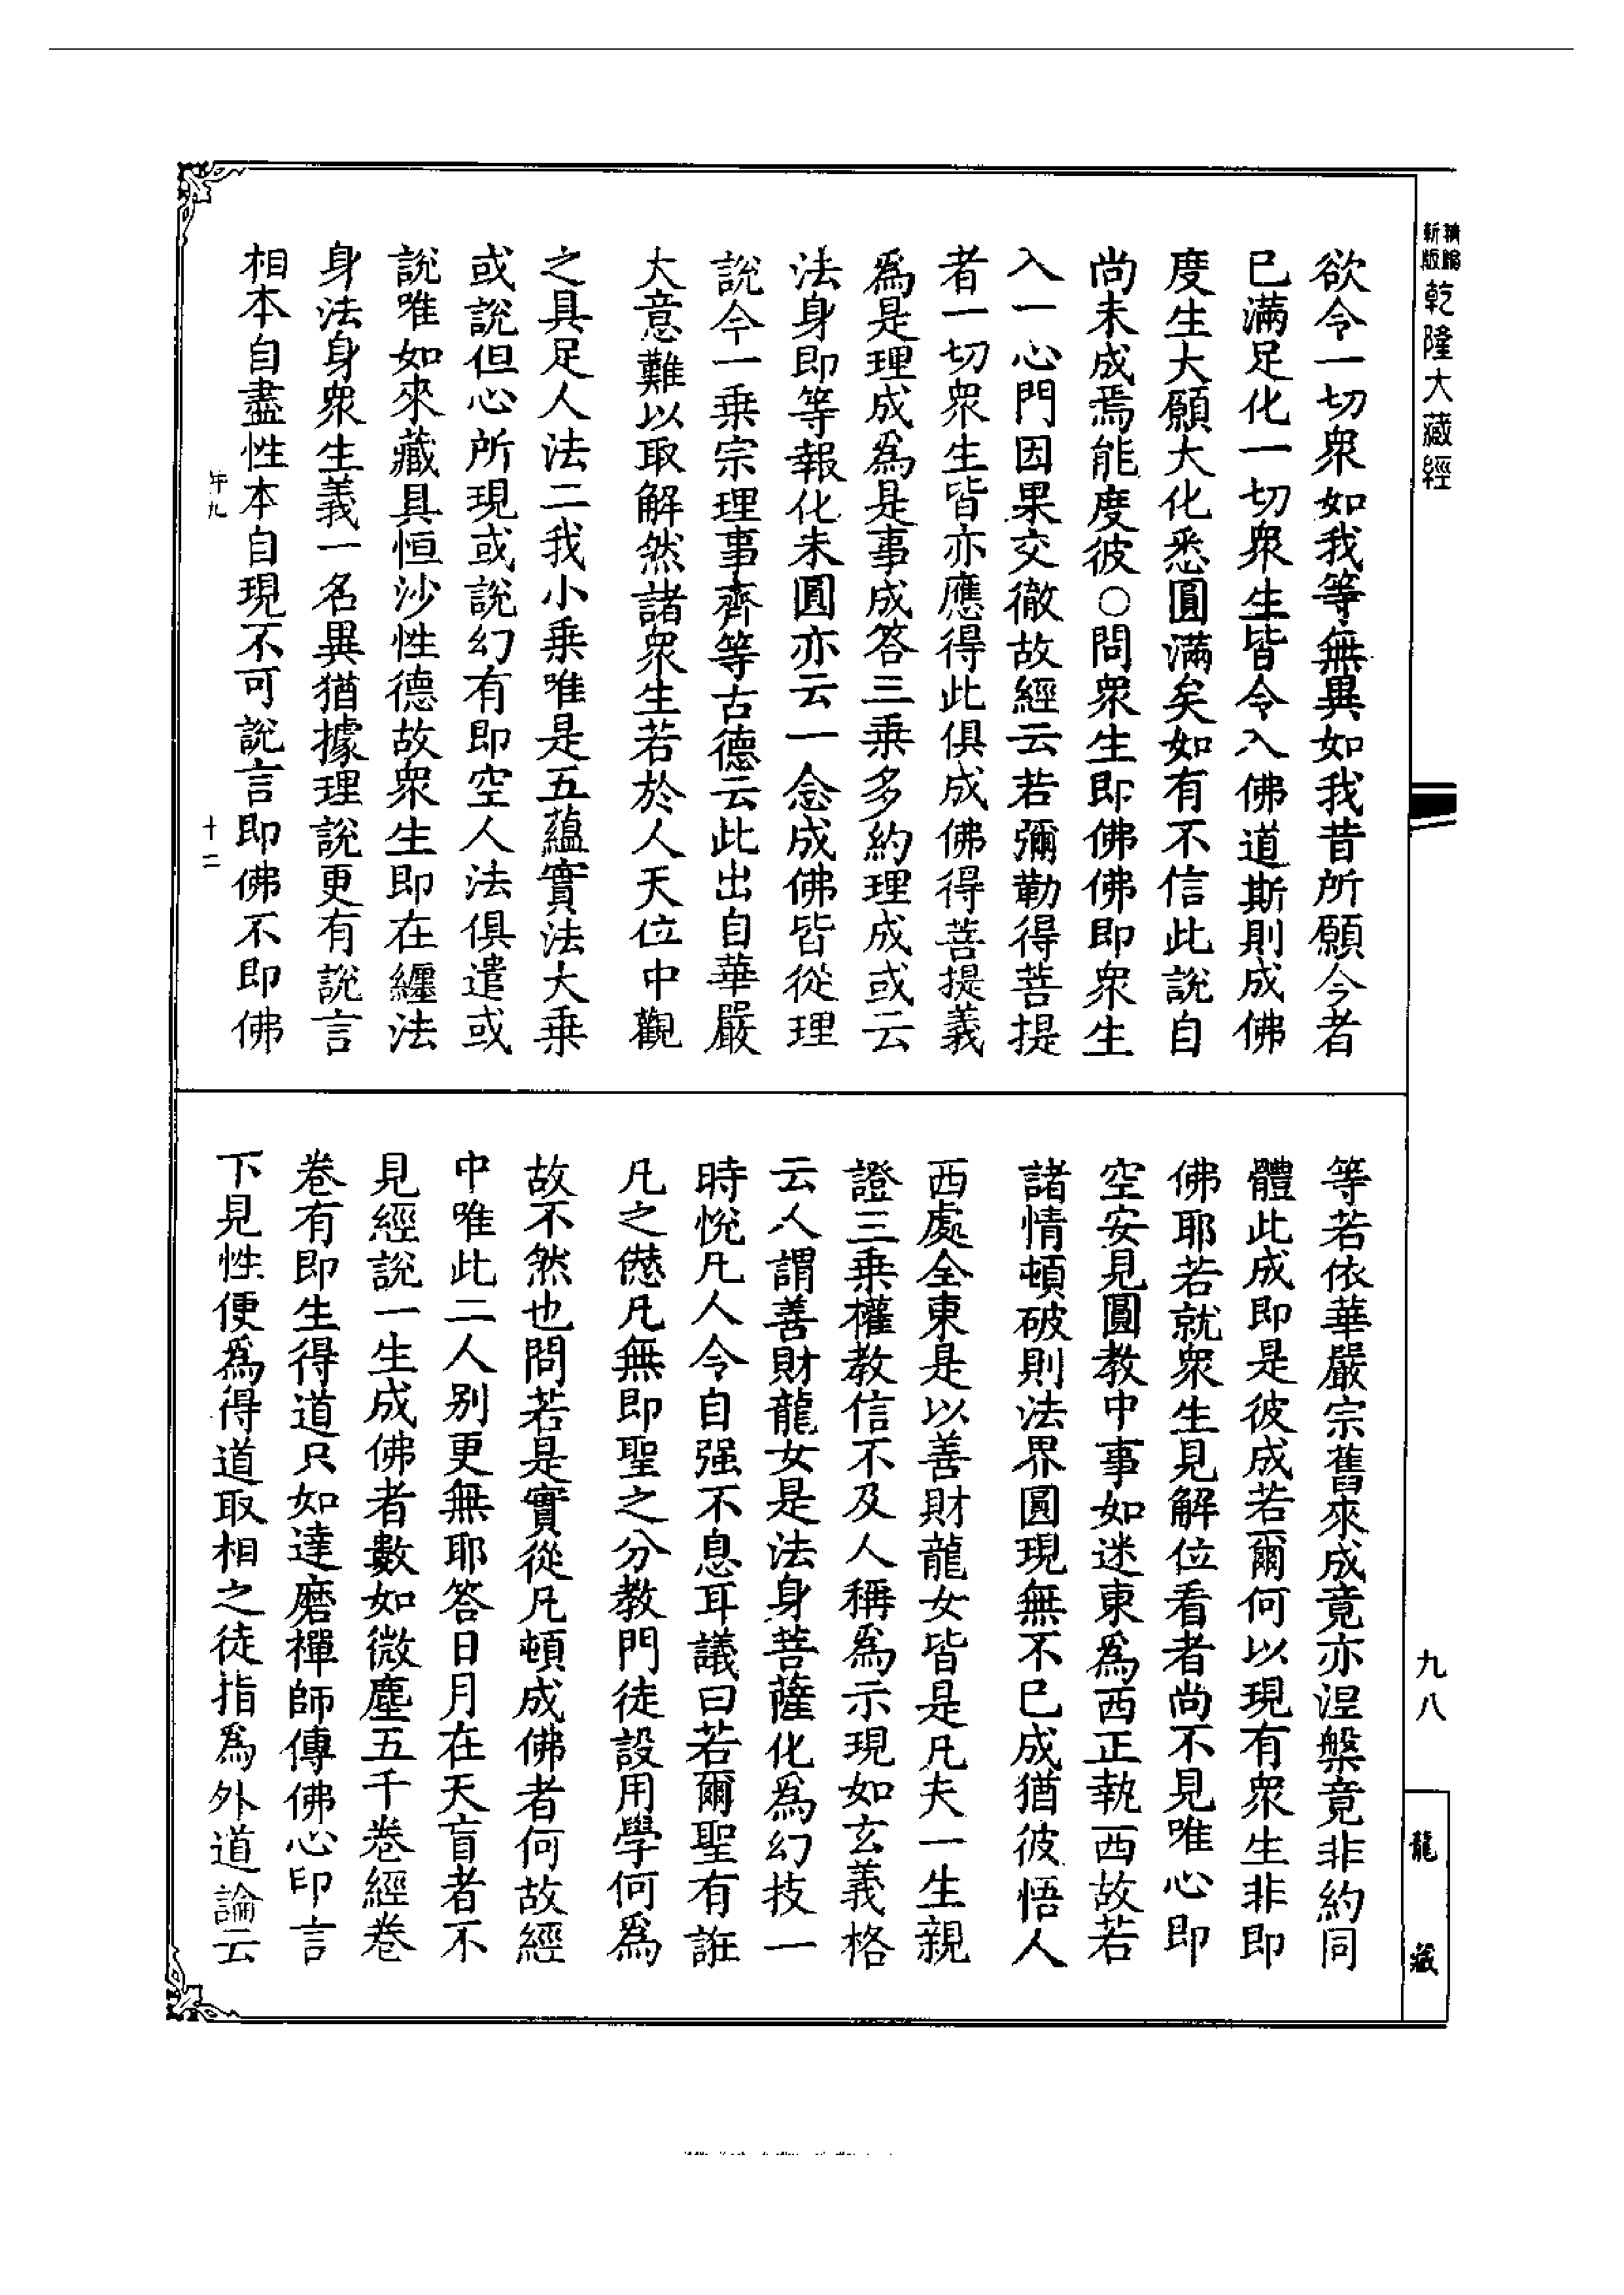 新編
新版
乾隆大藏經
欲令一切眾如我等無異如我昔所願今者
已滿足化一切眾生皆令入佛道斯則成佛
度生大願大化悉圓滿矣如有不信此說自
尚未成焉能度彼○問眾生即佛佛即眾生
入一心門因果交徹故經云若彌勒得菩提
者一切眾生皆亦應得此俱成佛得菩提義
為是理成為是事成答三乘多約理成或云
法身即等報化未圓亦云一念成佛皆從理
說今一乘宗理事齊等古德云此出自華嚴
大意難以取解然諸眾生若於人天位中觀
之具足人法二我小乘唯是五蘊實法大乘
或說但心所現或說幻有即空人法俱遣或
說唯如來藏具恒沙性德故眾生即在纏法
身法身眾生義一名異猶據理說更有說言
相本自盡性本自現不可說言即佛不即佛
十二
等若依華嚴宗舊來成竟亦涅槃竟非約同
體此成即是彼成若爾何以現有眾生非即
佛耶若就眾生見解位看者尚不見唯心即
空安見圓教中事如迷東為西正執西故若
諸情頓破則法界圓現無不已成猶彼悟人
西處全東是以善財龍女皆是凡夫一生親
證三乘權教信不及人稱為示現如玄義格
云人謂善財龍女是法身菩薩化為幻技一
時悅凡人令自强不息耳議曰若爾聖有誑
凡之僁凡無即聖之分教門徒設用學何為
故不然也問若是實從凡頓成佛者何故經
中唯此二人別更無耶答日月在天盲者不
見經說一生成佛者數如微塵五千卷經卷
卷有即生得道只如達磨禪師傳佛心印言
下見性便為得道取相之徒指為外道論云
九八
龍藏